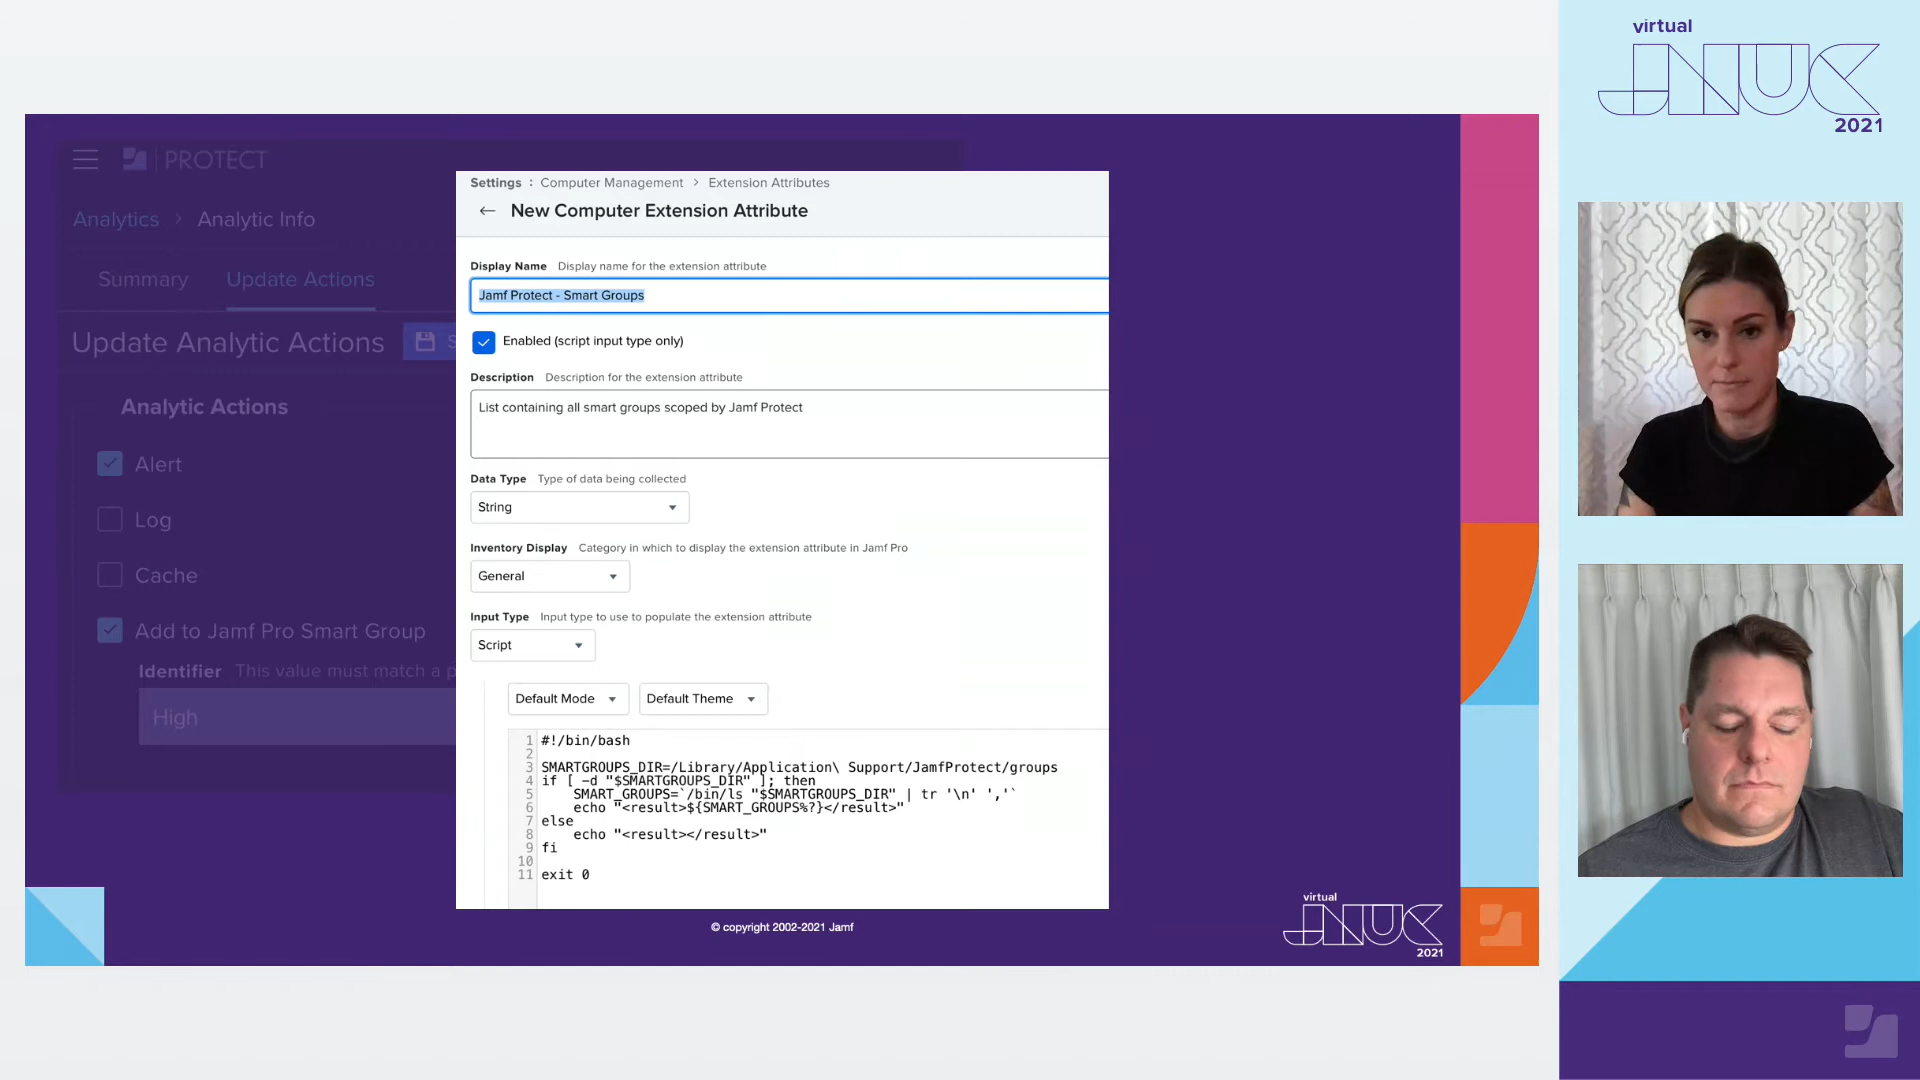 PROTECT
Analytics > Analytic Info
Summary Update Actions
Update Analytic Actions S
Analytic Actions
Alert
Log
Cache
Add to Jamf Pro Smart Group
Identifier This value must match a p
High
Settings : Computer Management > Extension Attributes
← New Computer Extension Attribute
Display Name Display name for the extension attribute
Jamf Protect - Smart Groups
Enabled (script input type only)
Description Description for the extension attribute
List containing all smart groups scoped by Jamf Protect
Data Type Type of data being collected
String
Inventory Display Category in which to display the extension attribute in Jamf Pro
General
Input Type Input type to use to populate the extension attribute
Script
Default Mode Default Theme
1 #!/bin/bash
2
3 SMARTGROUPS_DIR=/Library/Application\ Support/JamfProtect/groups
4 if [ -d "$SMARTGROUPS_DIR" ]; then
5 SMART_GROUPS=`/bin/ls "$SMARTGROUPS_DIR" | tr '\n' ','`
6 echo "<result>${SMART_GROUPS%?}</result>"
7 else
8 echo "<result></result>"
9 fi
10
11 exit 0
© copyright 2002-2021 Jamf
virtual
JNUC
2021
virtual
JNUC
2021